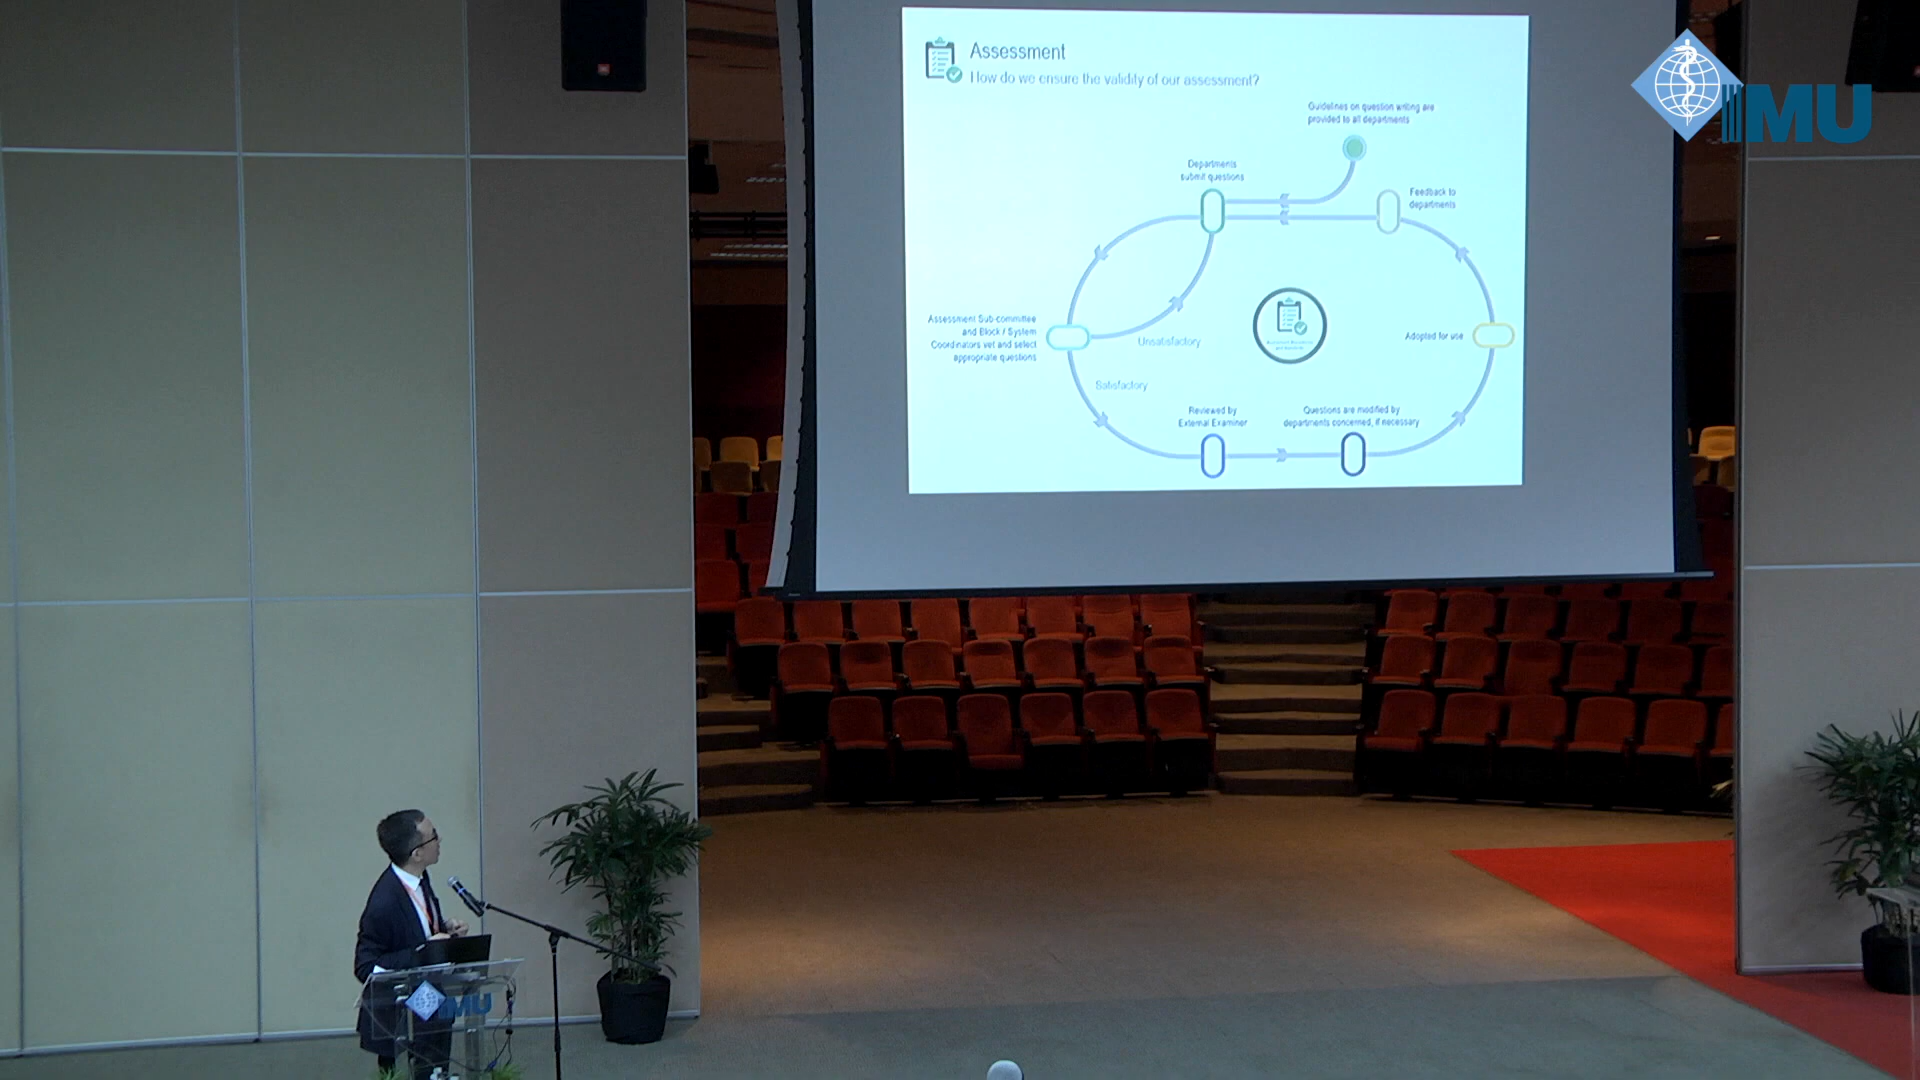 Assessment
How do we ensure the validity of our assessment?
Guidelines on question writing are
provided to all departments
Departments
submit questions
Feedback to
departments
Assessment Sub-committee
and Block / System
Coordinators vet and select
appropriate questions
Unsatisfactory
Adopted for use
Satisfactory
Reviewed by
External Examiner
Questions are modified by
departments concerned, if necessary
IMU
IMU